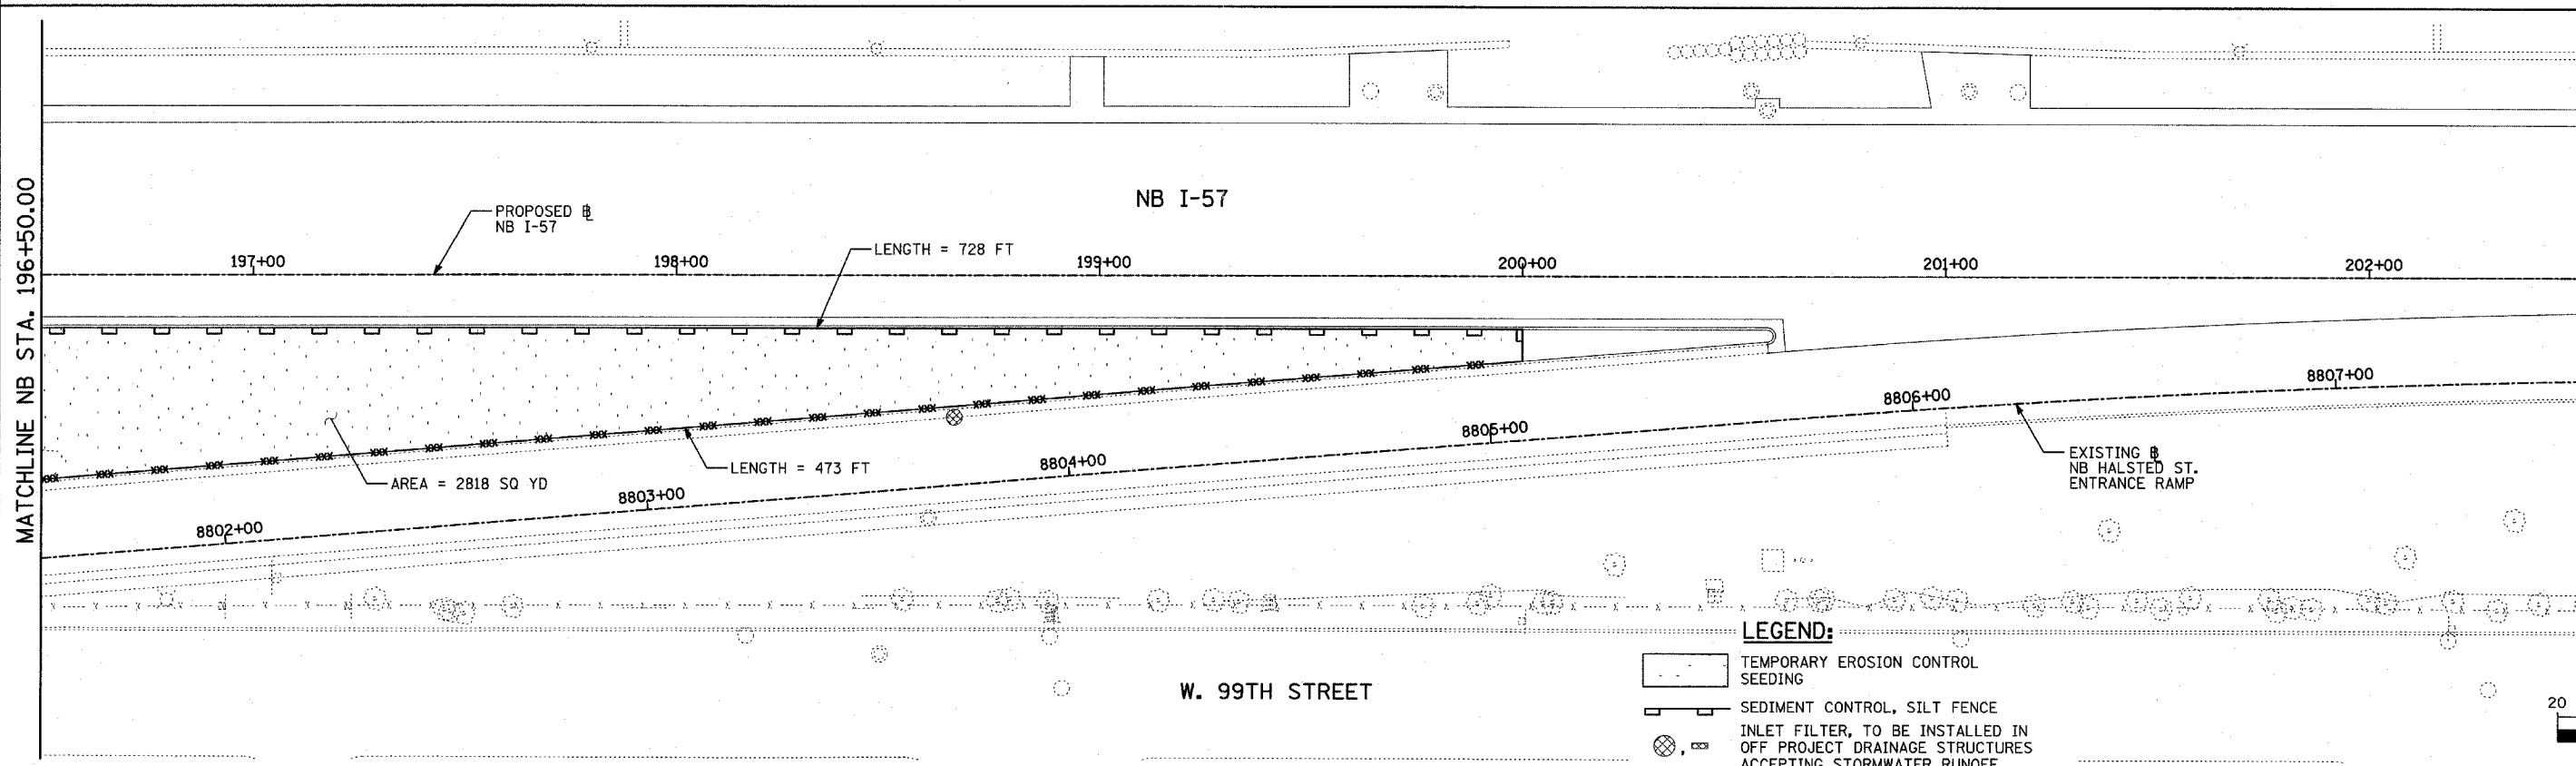 MATCHLINE NB STA. 196+50.00
NB I-57
PROPOSED ℄
NB I-57
LENGTH = 728 FT
197+00
198+00
199+00
200+00
201+00
202+00
8807+00
8806+00
8805+00
8804+00
8803+00
8802+00
LENGTH = 473 FT
AREA = 2818 SQ YD
EXISTING ℄
NB HALSTED ST.
ENTRANCE RAMP
W. 99TH STREET
LEGEND:
TEMPORARY EROSION CONTROL
SEEDING
SEDIMENT CONTROL, SILT FENCE
INLET FILTER, TO BE INSTALLED IN
OFF PROJECT DRAINAGE STRUCTURES
ACCEPTING STORMWATER RUNOFF
20